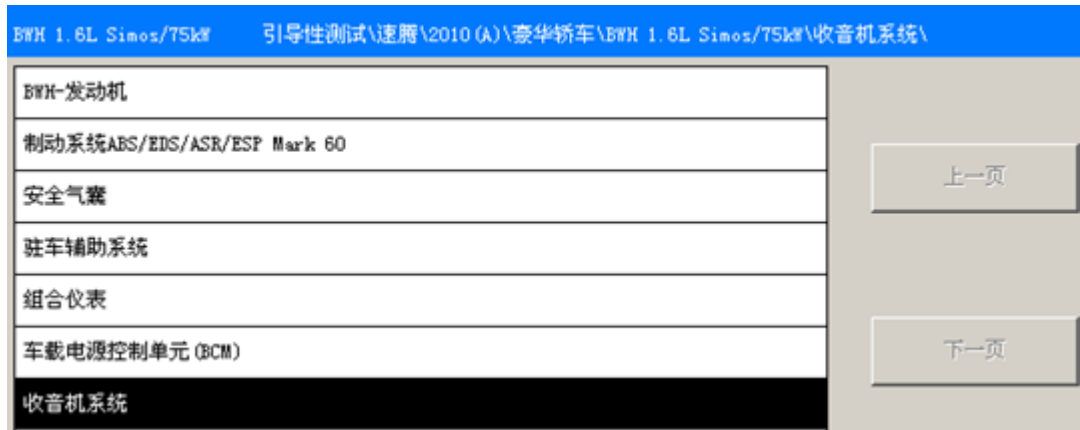 BWH 1.6L Simos/75kW 引导性测试\速腾\2010(A)\豪华轿车\BWH 1.6L Simos/75kW\收音机系统\
BWH-发动机
制动系统ABS/EDS/ASR/ESP Mark 60
安全气囊
驻车辅助系统
组合仪表
车载电源控制单元(BCM)
收音机系统
上一页
下一页